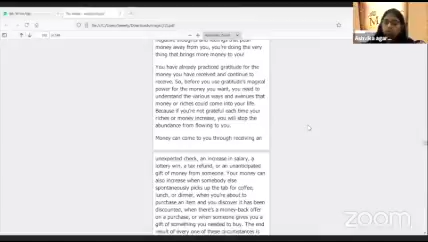 negative thoughts and feelings that push
money away from you, you're doing the very
thing that brings more money to you!
You have already practiced gratitude for the
money you have received and continue to
receive. So, before you use gratitude's magical
power for the money you want, you need to
understand the various ways and avenues that
money or riches could come into your life.
Because if you're not grateful each time your
riches or money increase, you will stop the
abundance from flowing to you.
Money can come to you through receiving an
unexpected check, an increase in salary, a
lottery win, a tax refund, or an unanticipated
gift of money from someone. Your money can
also increase when somebody else
spontaneously picks up the tab for coffee,
lunch, or dinner, when you're about to
purchase an item and you discover it has been
discounted, when there's a money-back offer
on a purchase, or when someone gives you a
gift of something you needed to buy. The end
result of every one of these circumstances is
zoom